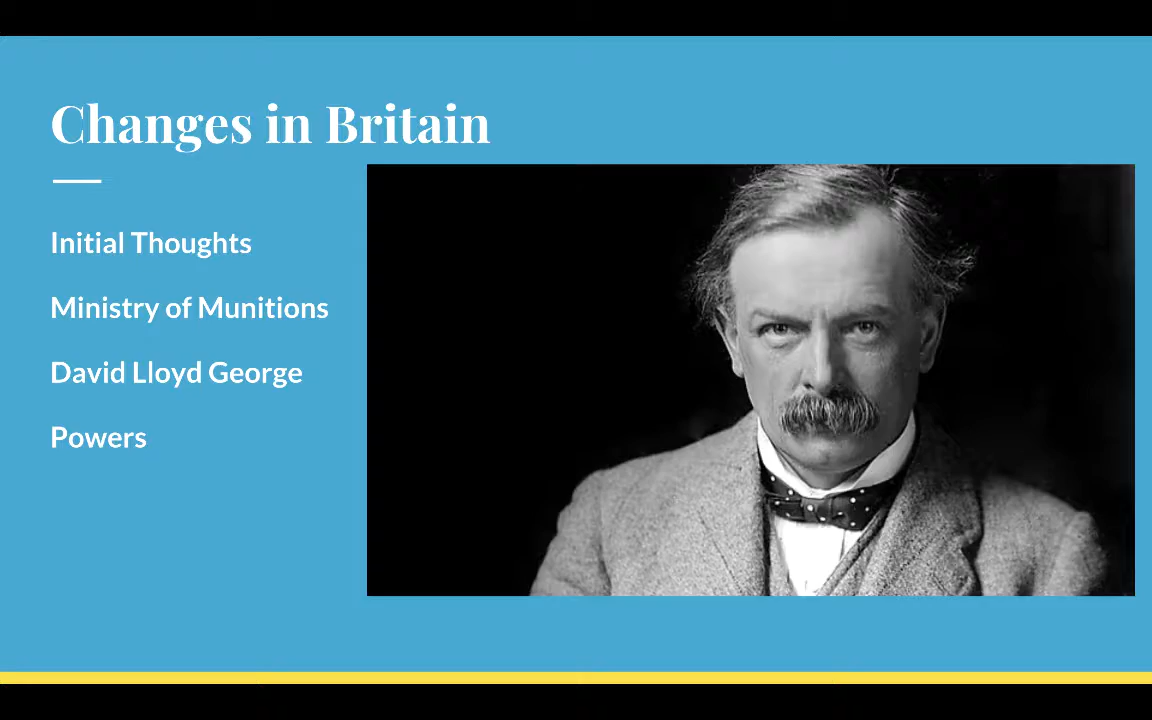 Changes in Britain
Initial Thoughts
Ministry of Munitions
David Lloyd George
Powers